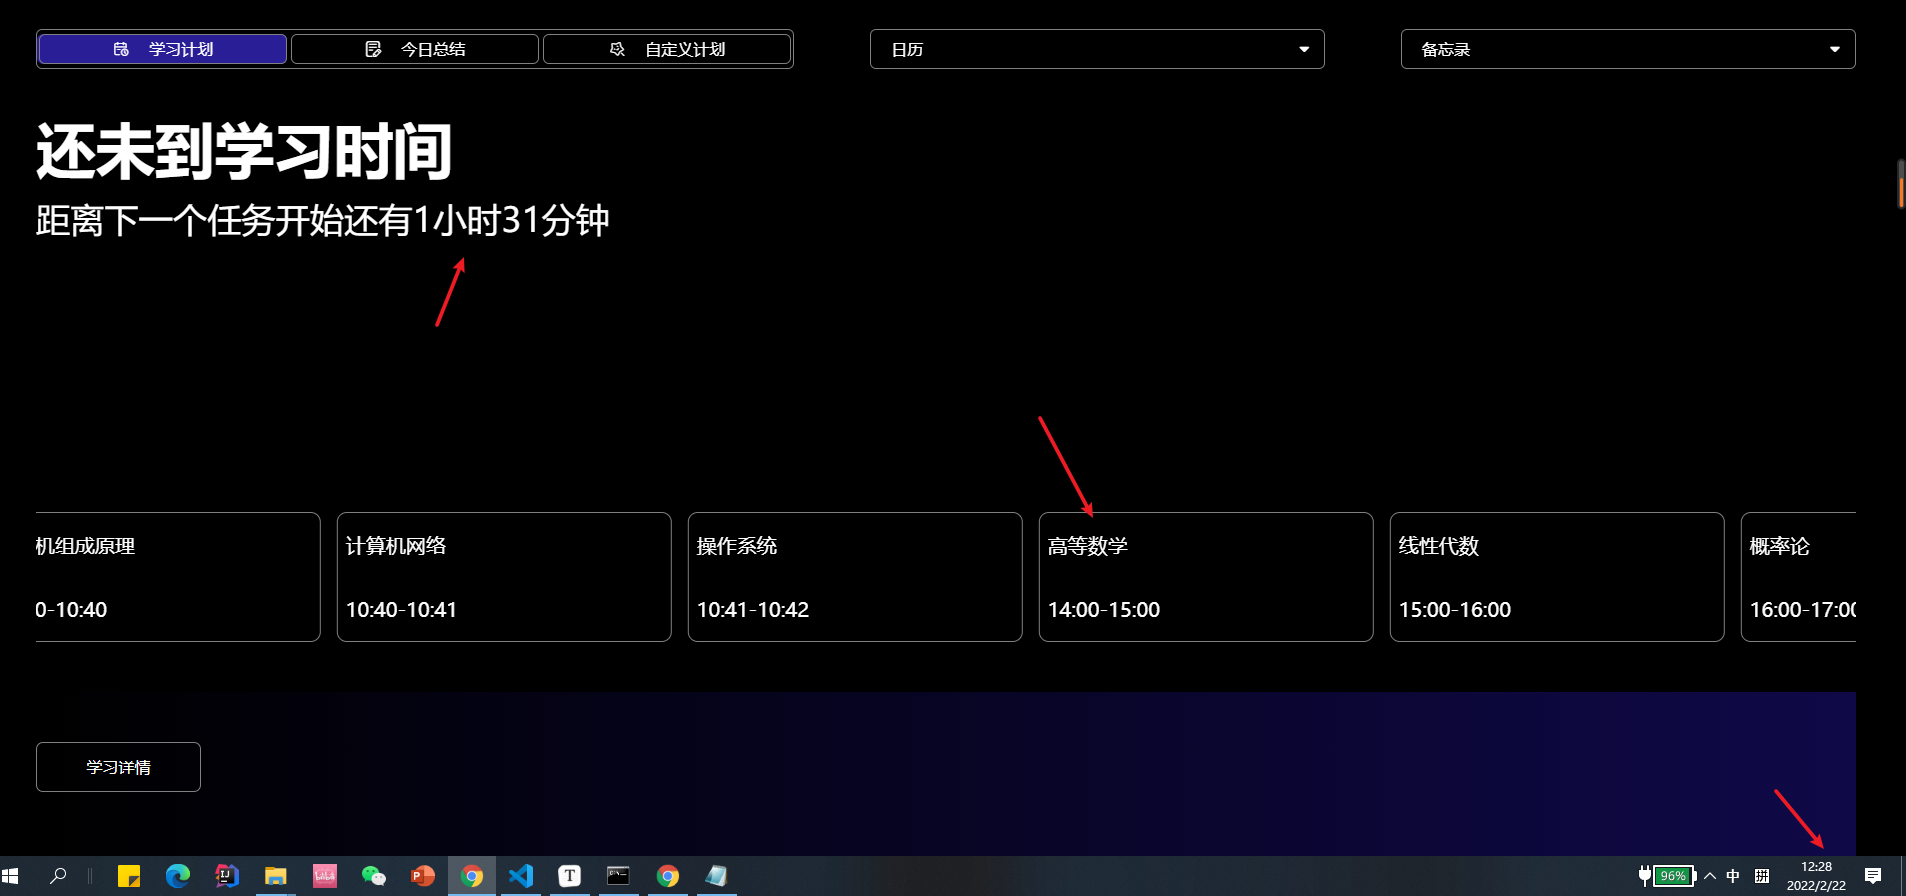 学习计划
今日总结
自定义计划
日历
备忘录
还未到学习时间
距离下一个任务开始还有1小时31分钟
机组成原理
0-10:40
计算机网络
10:40-10:41
操作系统
10:41-10:42
高等数学
14:00-15:00
线性代数
15:00-16:00
概率论
16:00-17:00
学习详情
96%
中
拼
12:28
2022/2/22